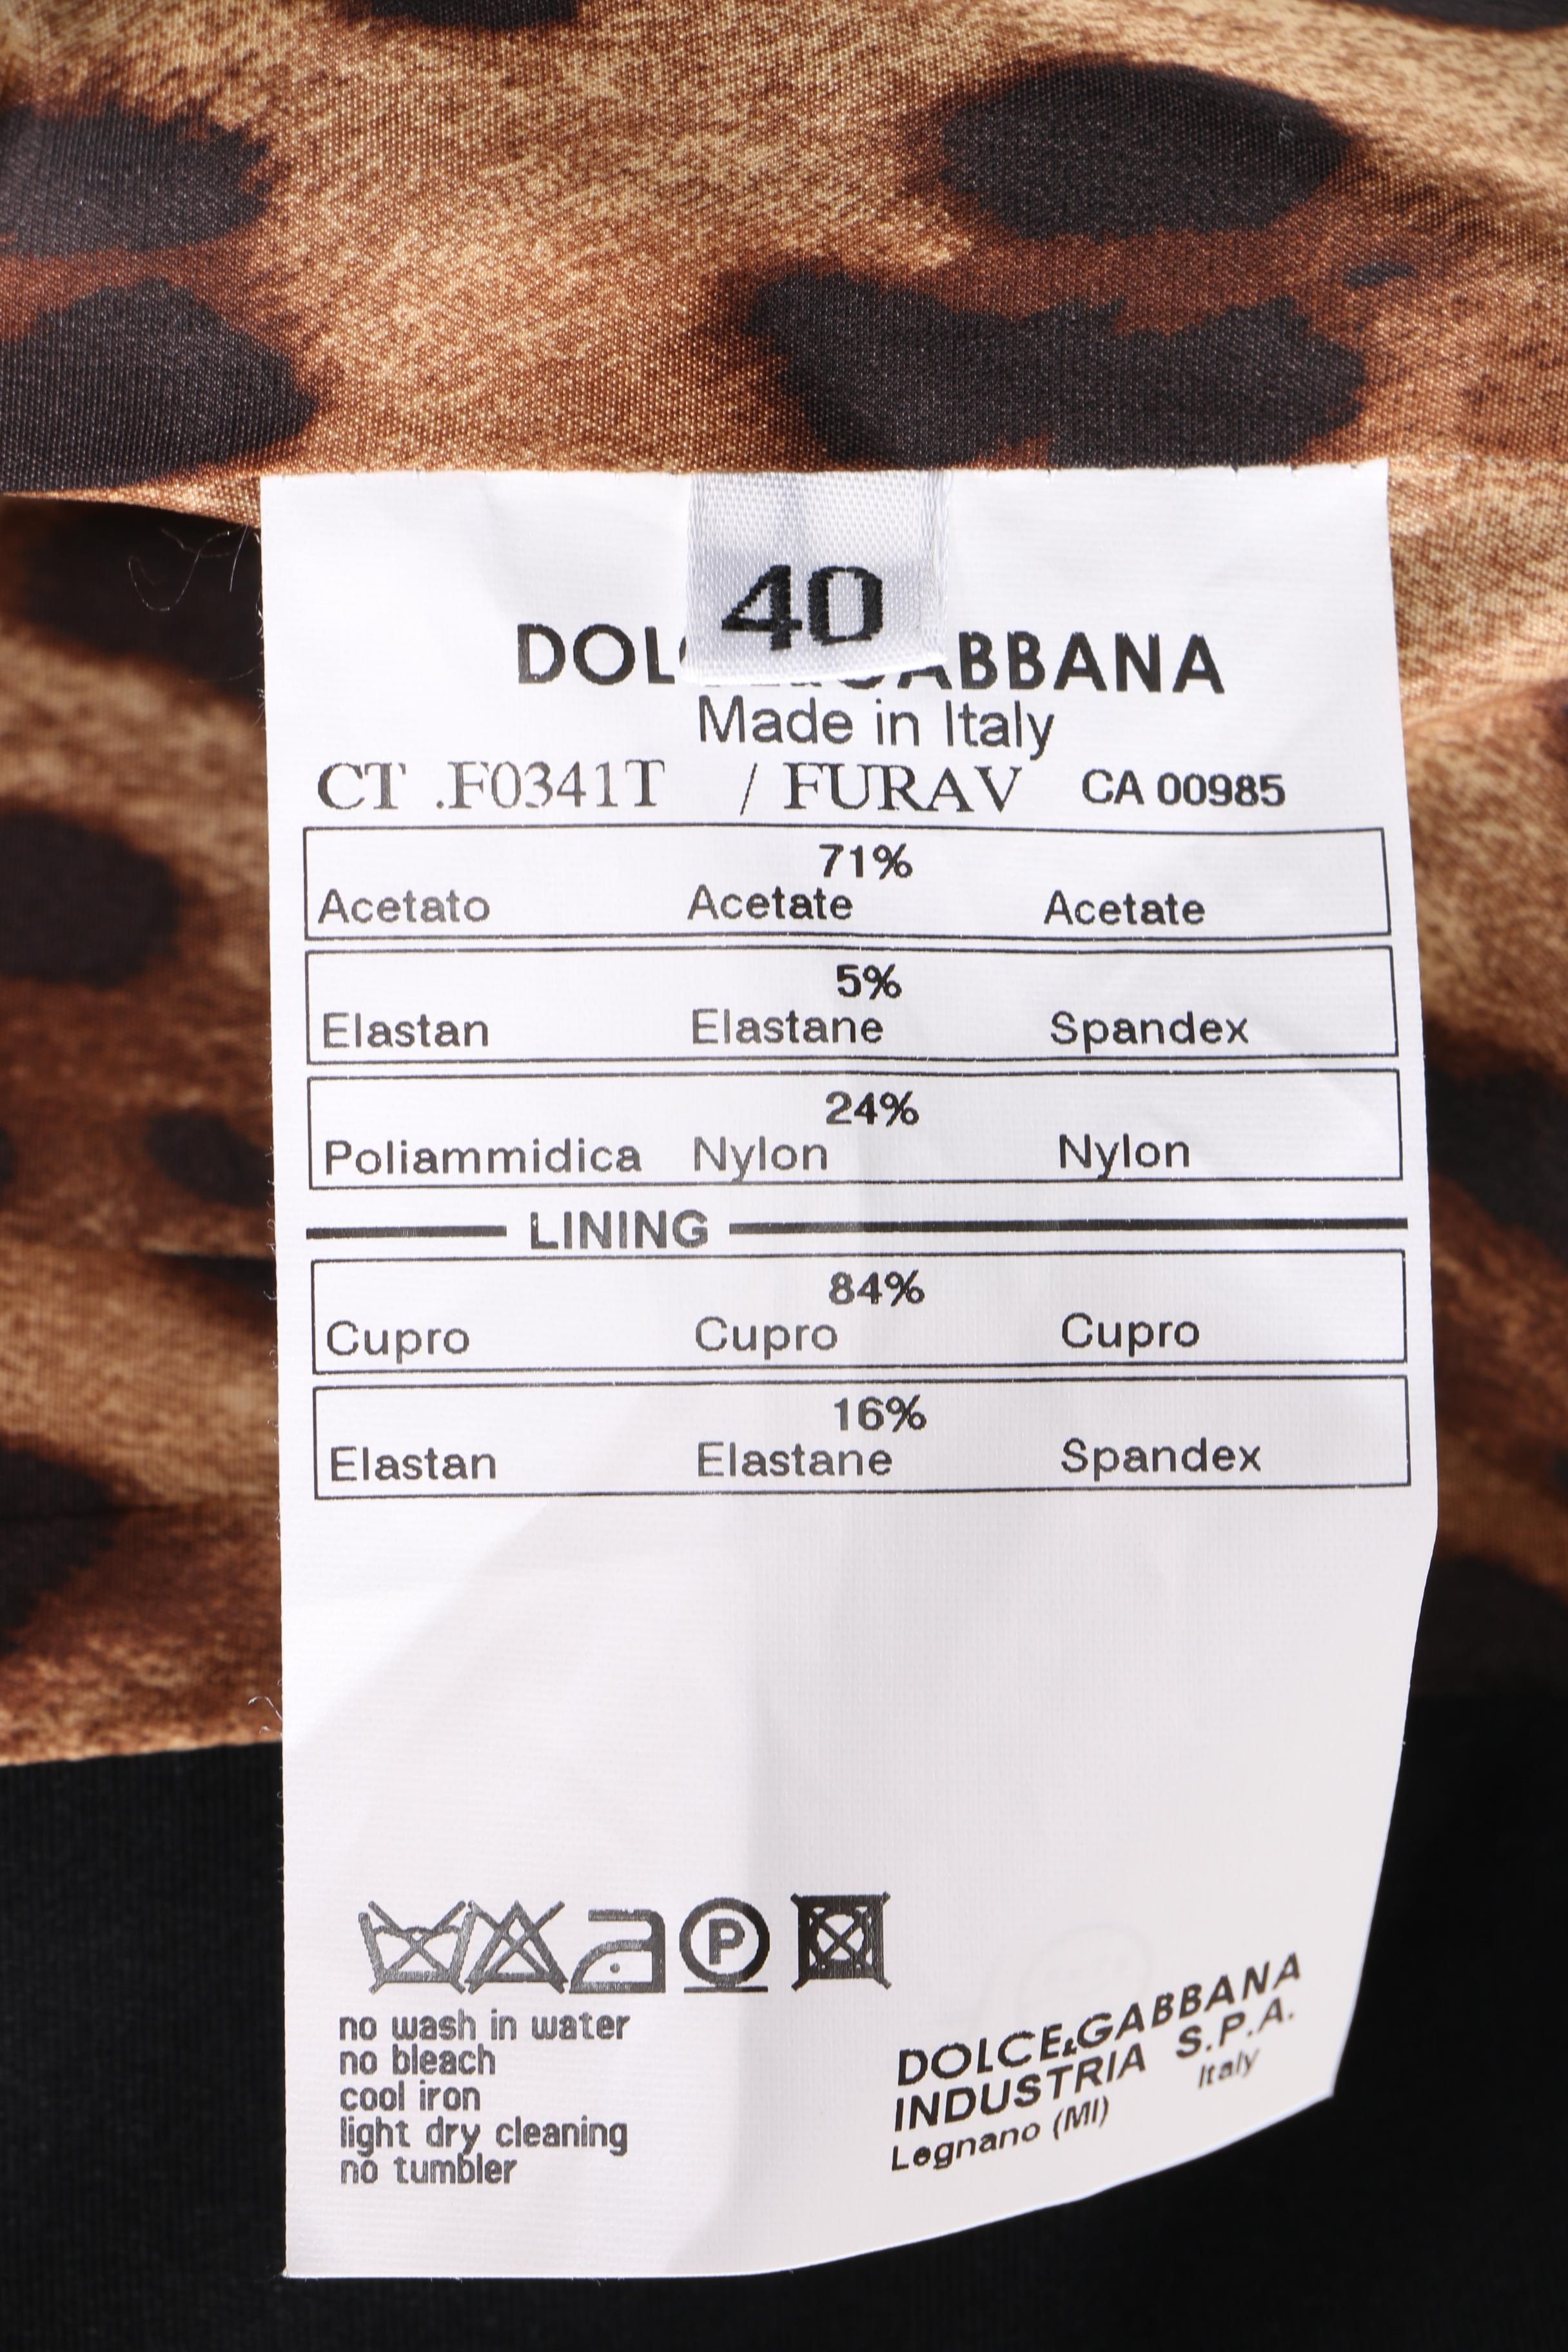 40
DOL ABBANA
Made in Italy
CT .F0341T / FURAV CA 00985
71%
Acetato Acetate Acetate
5%
Elastan Elastane Spandex
24%
Poliammidica Nylon Nylon
LINING
84%
Cupro Cupro Cupro
16%
Elastan Elastane Spandex
P
no wash in water
no bleach
cool iron
light dry cleaning
no tumbler
DOLCE&GABBANA
INDUSTRIA S.P.A.
Legnano (MI) Italy